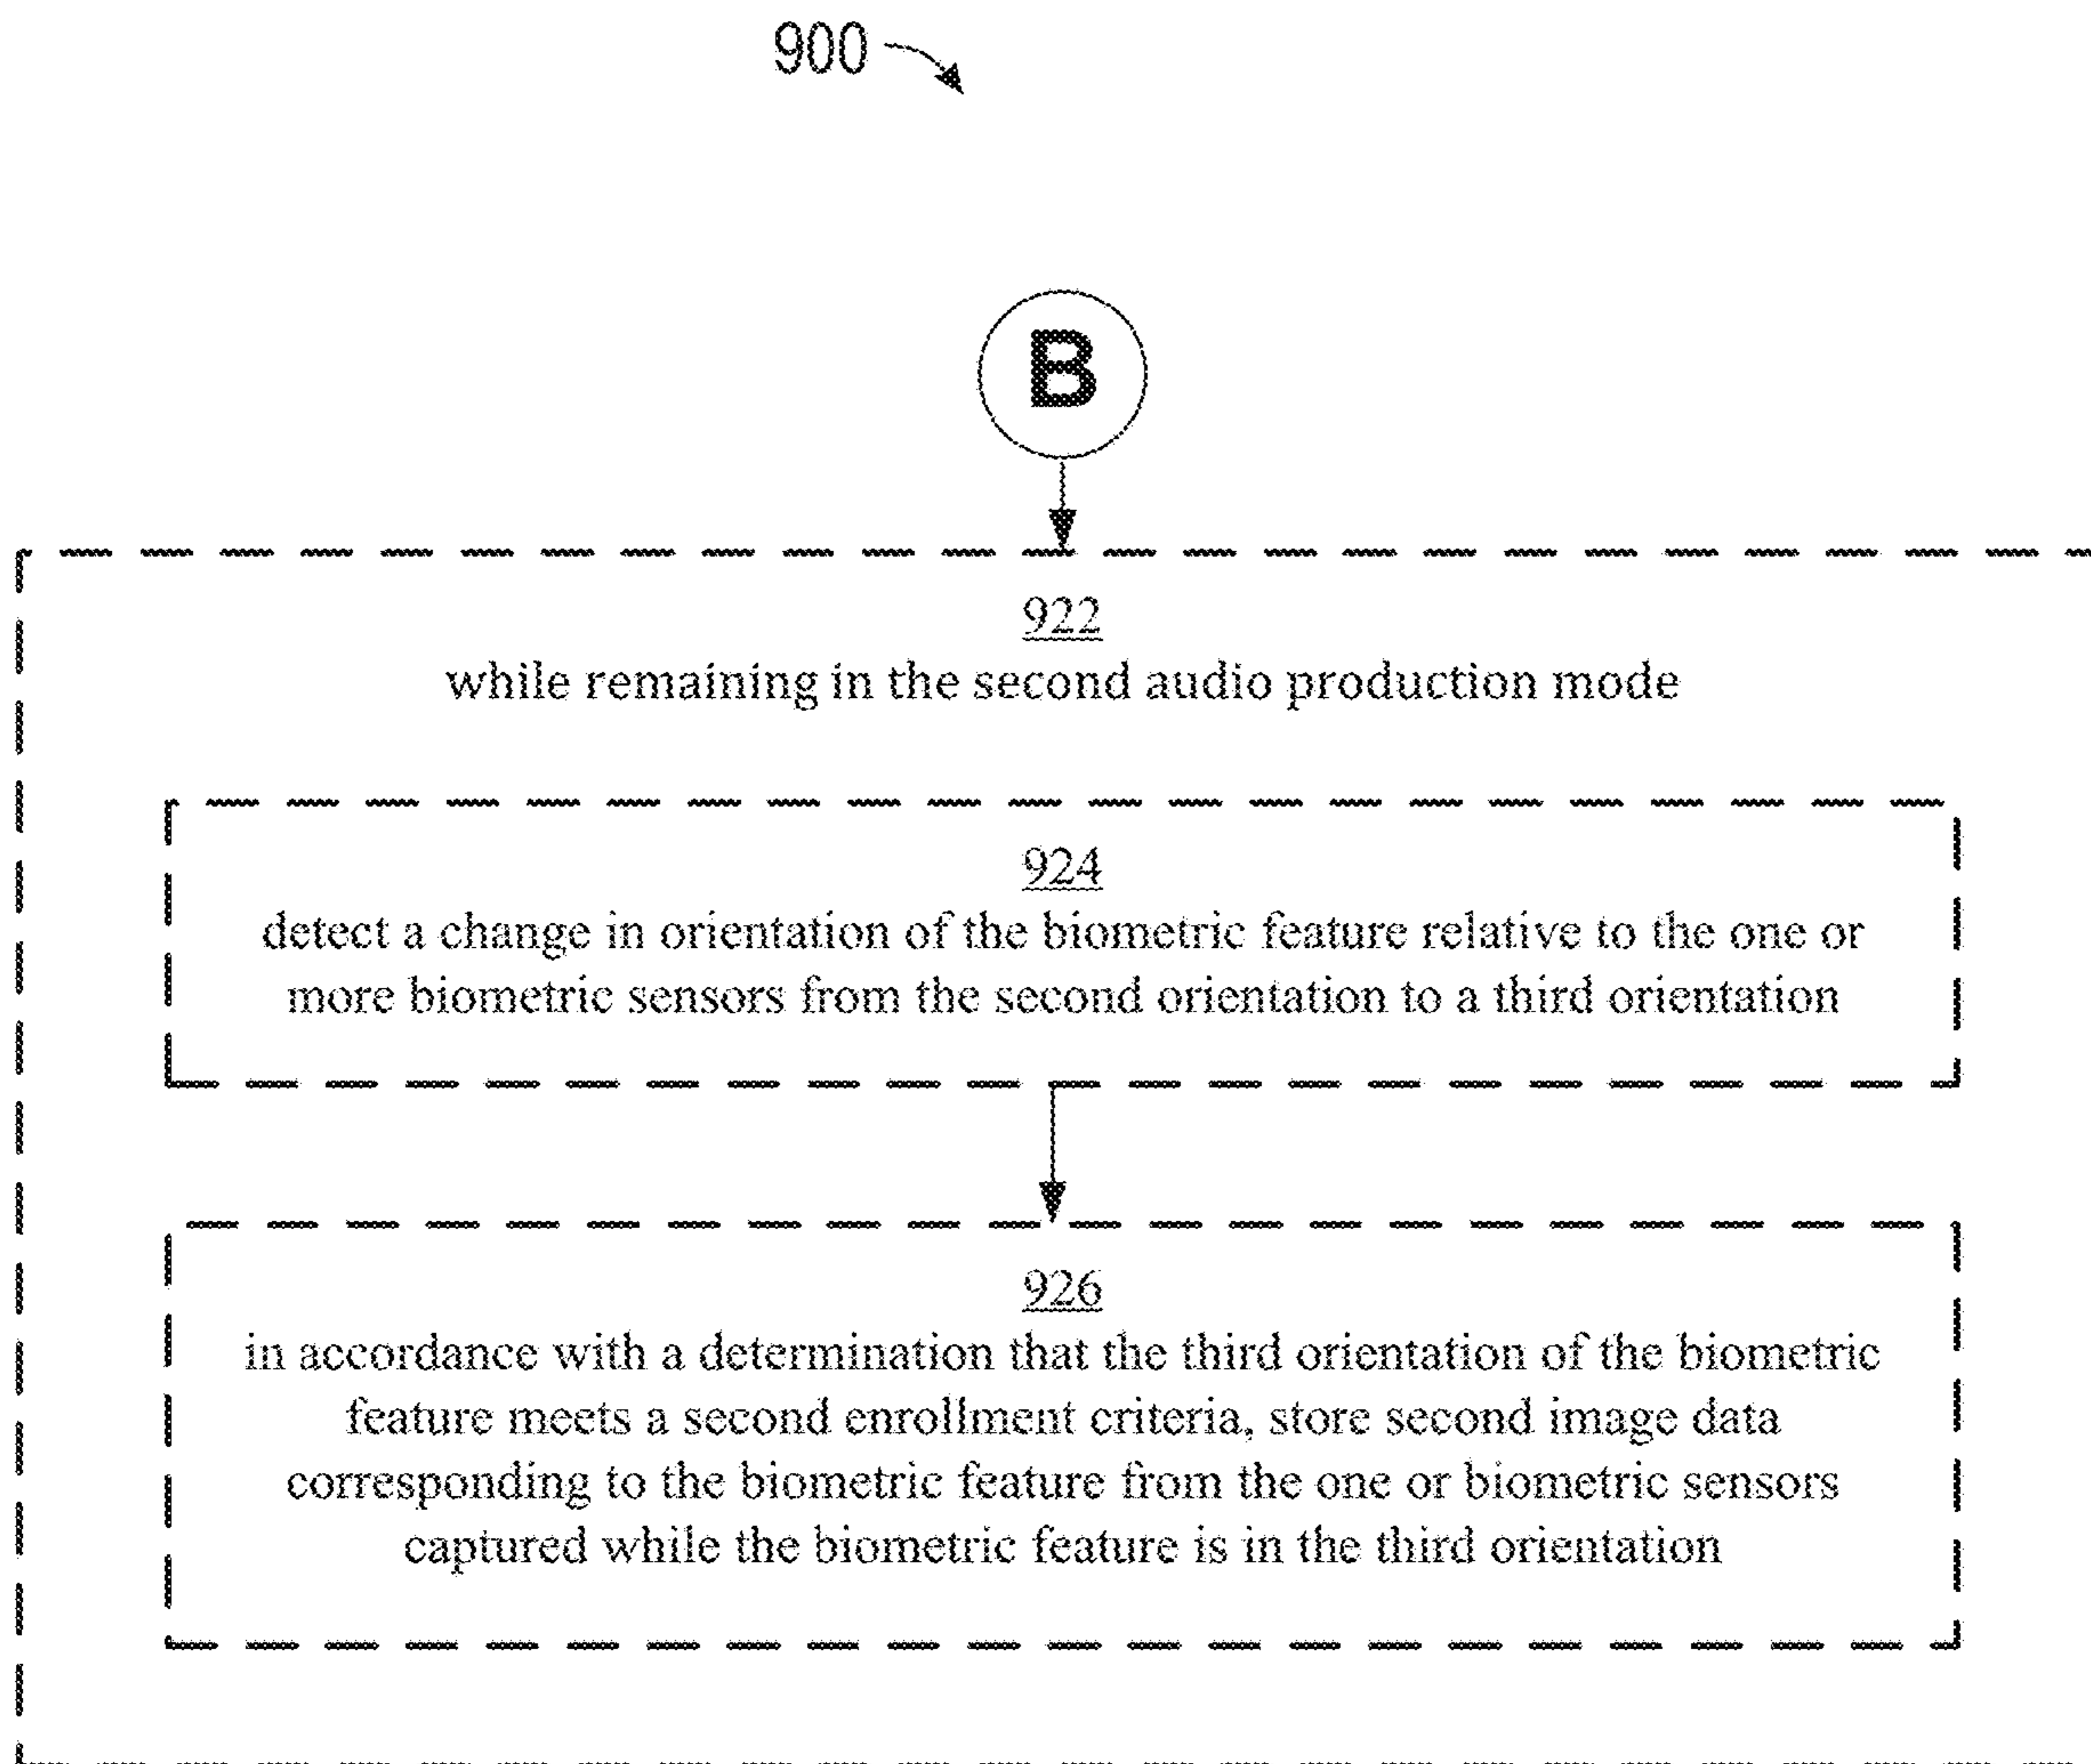 900
B
922
while remaining in the second audio production mode
924
detect a change in orientation of the biometric feature relative to the one or
more biometric sensors from the second orientation to a third orientation
926
in accordance with a determination that the third orientation of the biometric
feature meets a second enrollment criteria, store second image data
corresponding to the biometric feature from the one or biometric sensors
captured while the biometric feature is in the third orientation